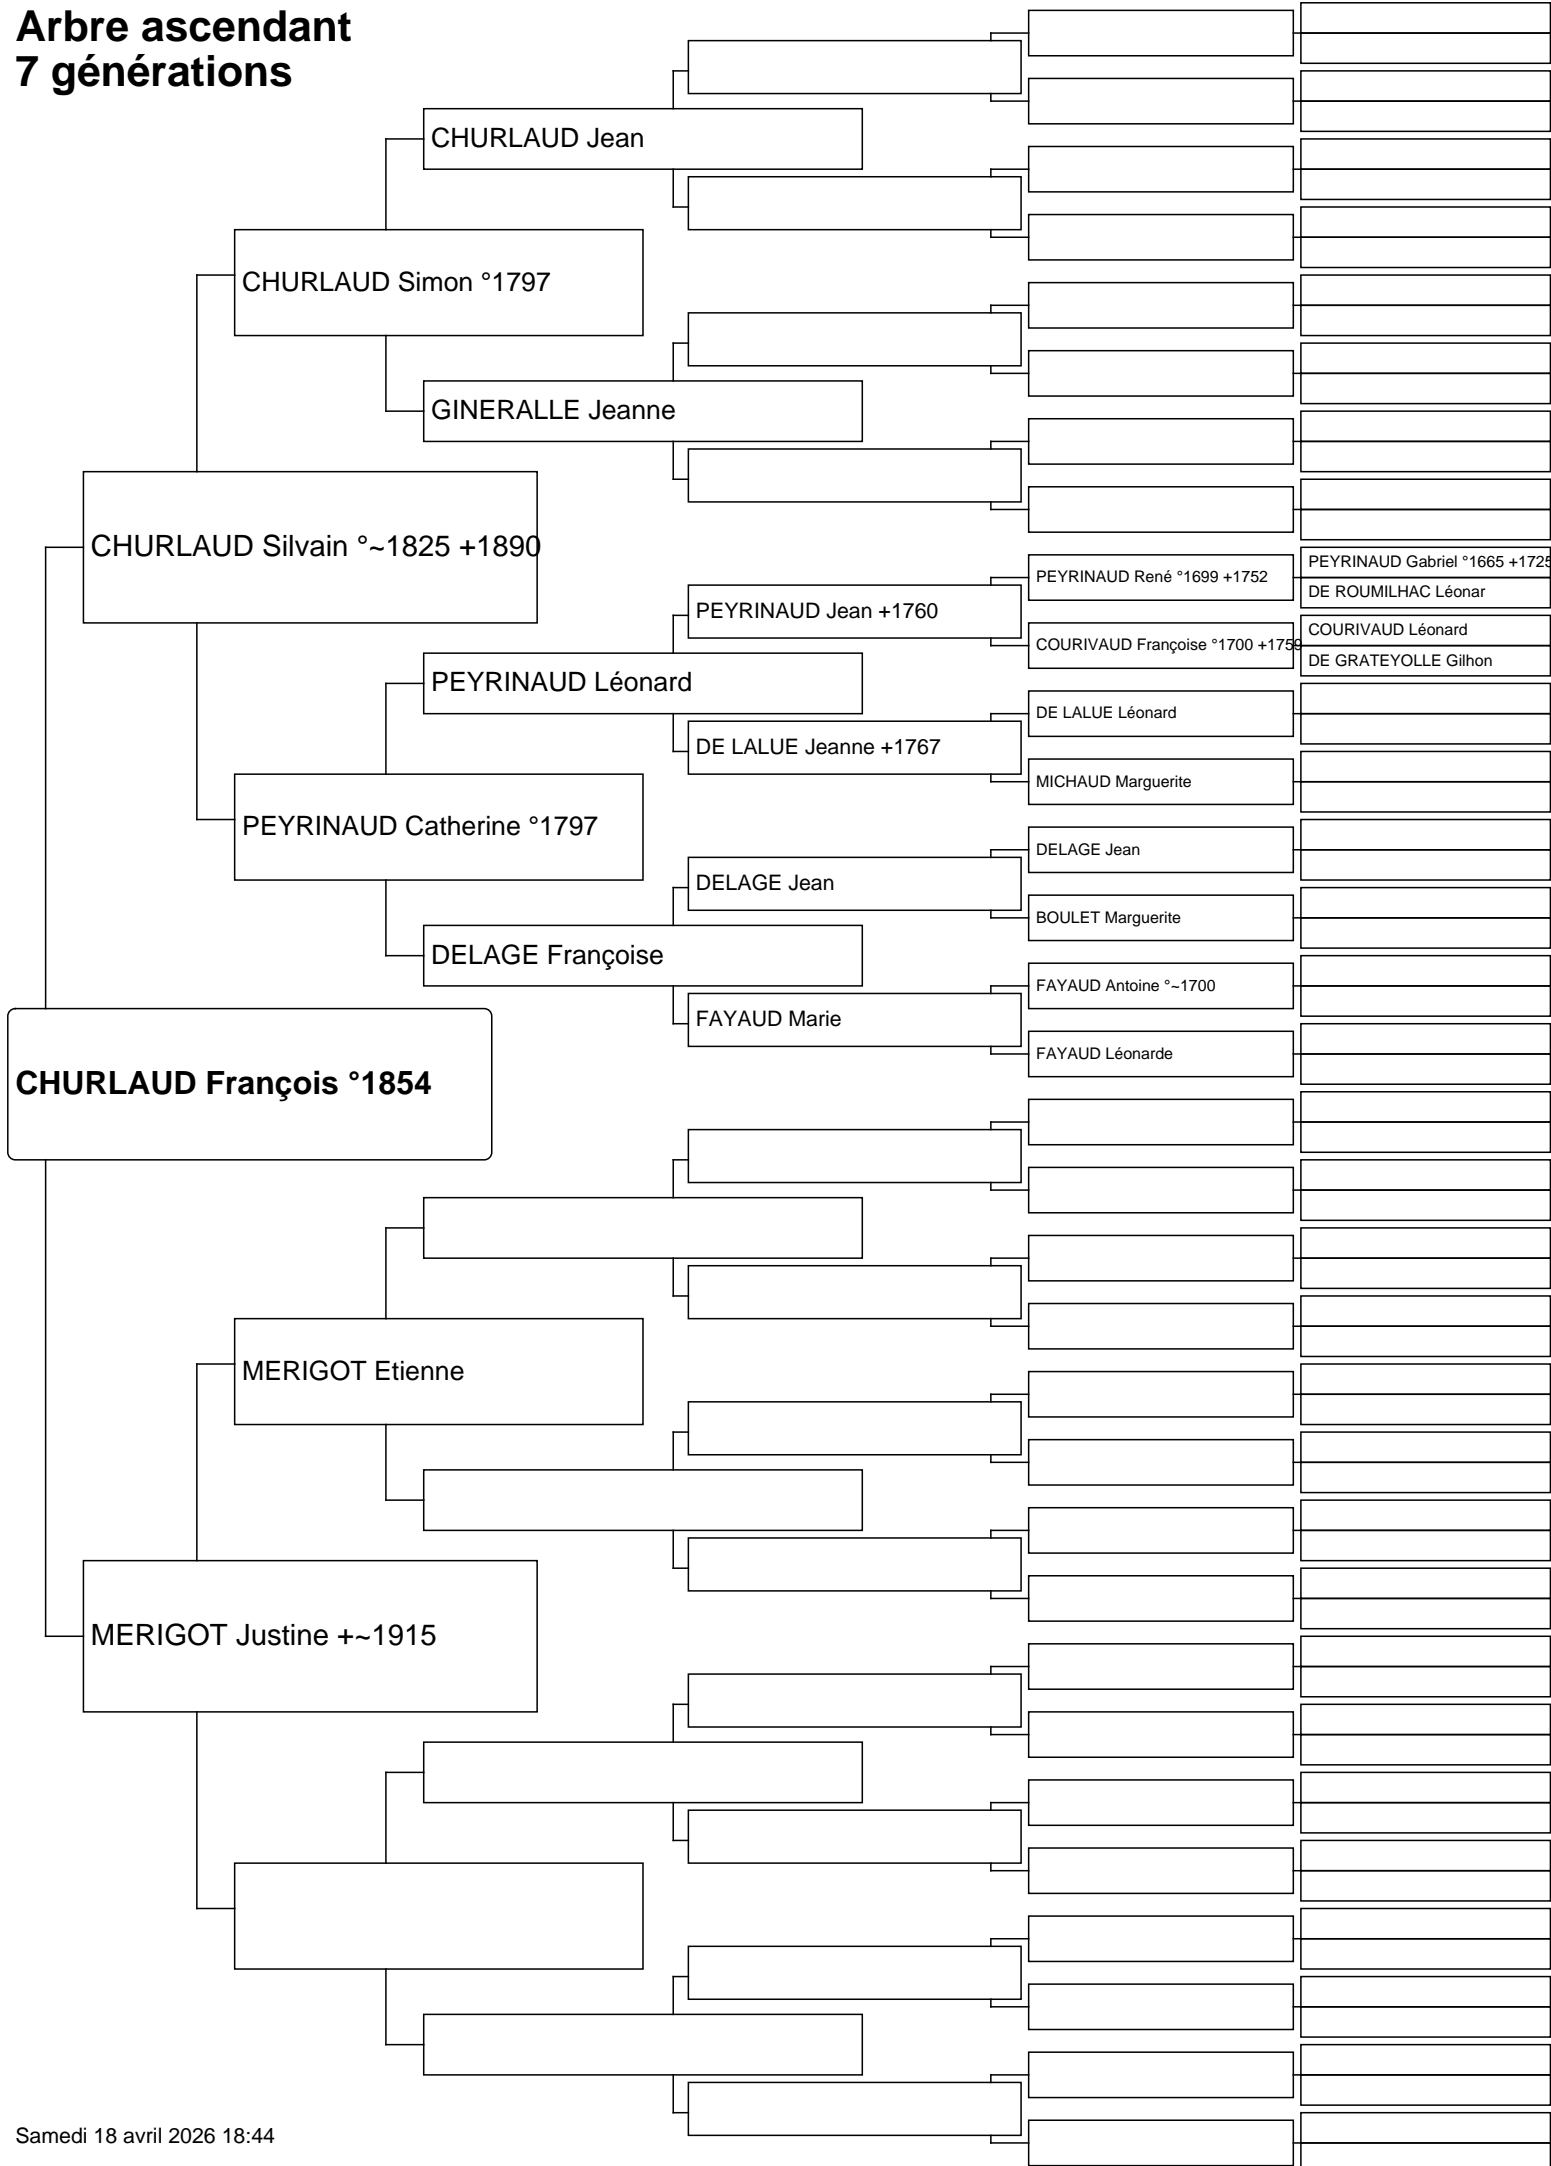 Arbre ascendant
7 générations
CHURLAUD Jean
CHURLAUD Simon °1797
GINERALLE Jeanne
CHURLAUD Silvain °~1825 +1890
PEYRINAUD Gabriel °1665 +1725
PEYRINAUD René °1699 +1752
DE ROUMILHAC Léonar
PEYRINAUD Jean +1760
COURIVAUD Léonard
COURIVAUD Françoise °1700 +1759
DE GRATEYOLLE Gilhon
PEYRINAUD Léonard
DE LALUE Léonard
DE LALUE Jeanne +1767
MICHAUD Marguerite
PEYRINAUD Catherine °1797
DELAGE Jean
DELAGE Jean
BOULET Marguerite
DELAGE Françoise
FAYAUD Antoine °~1700
FAYAUD Marie
FAYAUD Léonarde
CHURLAUD François °1854
MERIGOT Etienne
MERIGOT Justine +~1915
Samedi 18 avril 2026 18:44